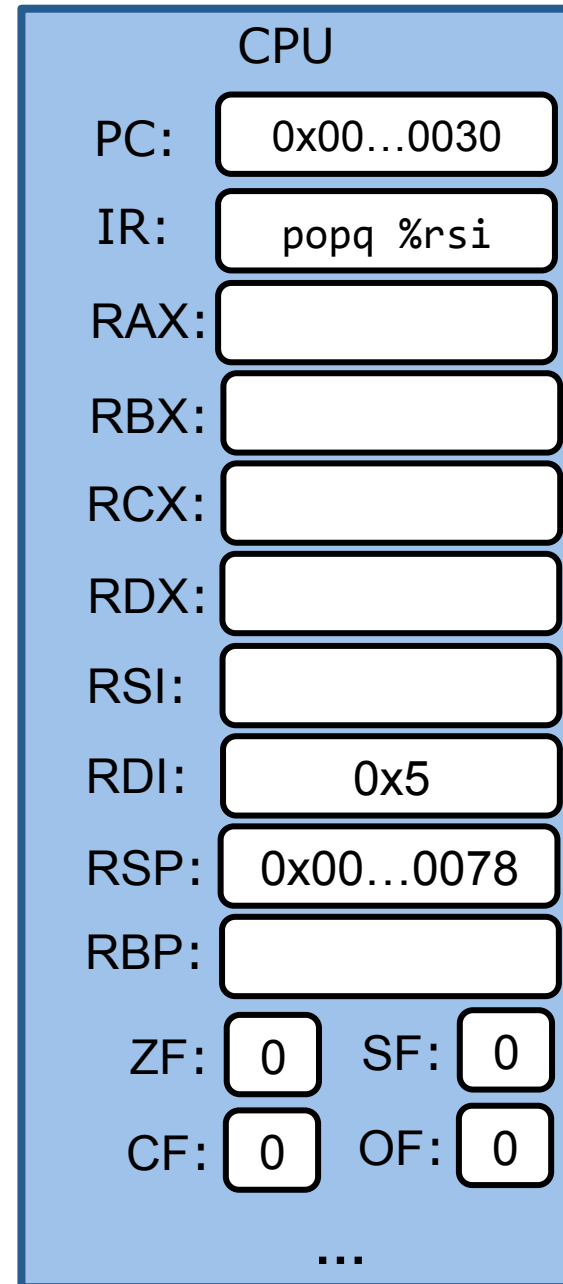 CPU
PC: 0x00...0030
IR: popq %rsi
RAX:
RBX:
RCX:
RDX:
RSI:
RDI: 0x5
RSP: 0x00...0078
RBP:
ZF: 0 SF: 0
CF: 0 OF: 0
...